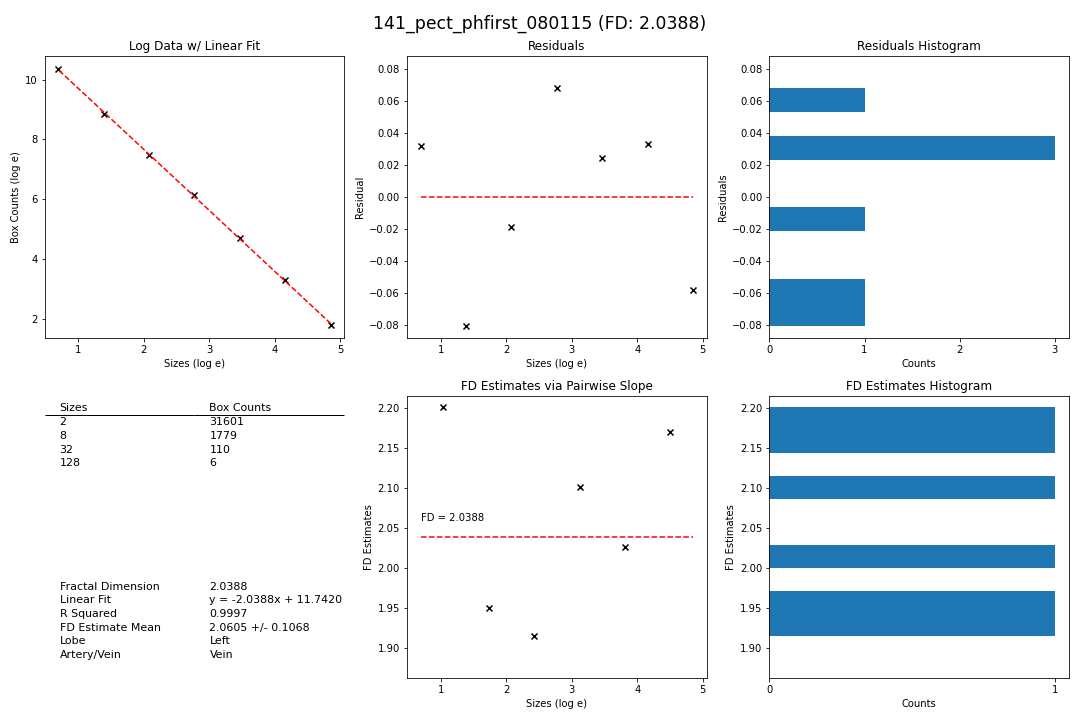 141_pect_phfirst_080115 (FD: 2.0388)
Log Data w/ Linear Fit
Box Counts (log e)
10
8
6
4
2
1 2 3 4 5
Sizes (log e)
Residuals
Residual
0.08
0.06
0.04
0.02
0.00
−0.02
−0.04
−0.06
−0.08
1 2 3 4 5
Sizes (log e)
Residuals Histogram
Residuals
0.08
0.06
0.04
0.02
0.00
−0.02
−0.04
−0.06
−0.08
0 1 2 3
Counts
Sizes Box Counts
2 31601
8 1779
32 110
128 6
Fractal Dimension 2.0388
Linear Fit y = -2.0388x + 11.7420
R Squared 0.9997
FD Estimate Mean 2.0605 +/- 0.1068
Lobe Left
Artery/Vein Vein
FD Estimates via Pairwise Slope
FD Estimates
2.20
2.15
2.10
2.05
2.00
1.95
1.90
FD = 2.0388
1 2 3 4 5
Sizes (log e)
FD Estimates Histogram
FD Estimates
2.20
2.15
2.10
2.05
2.00
1.95
1.90
0 1
Counts